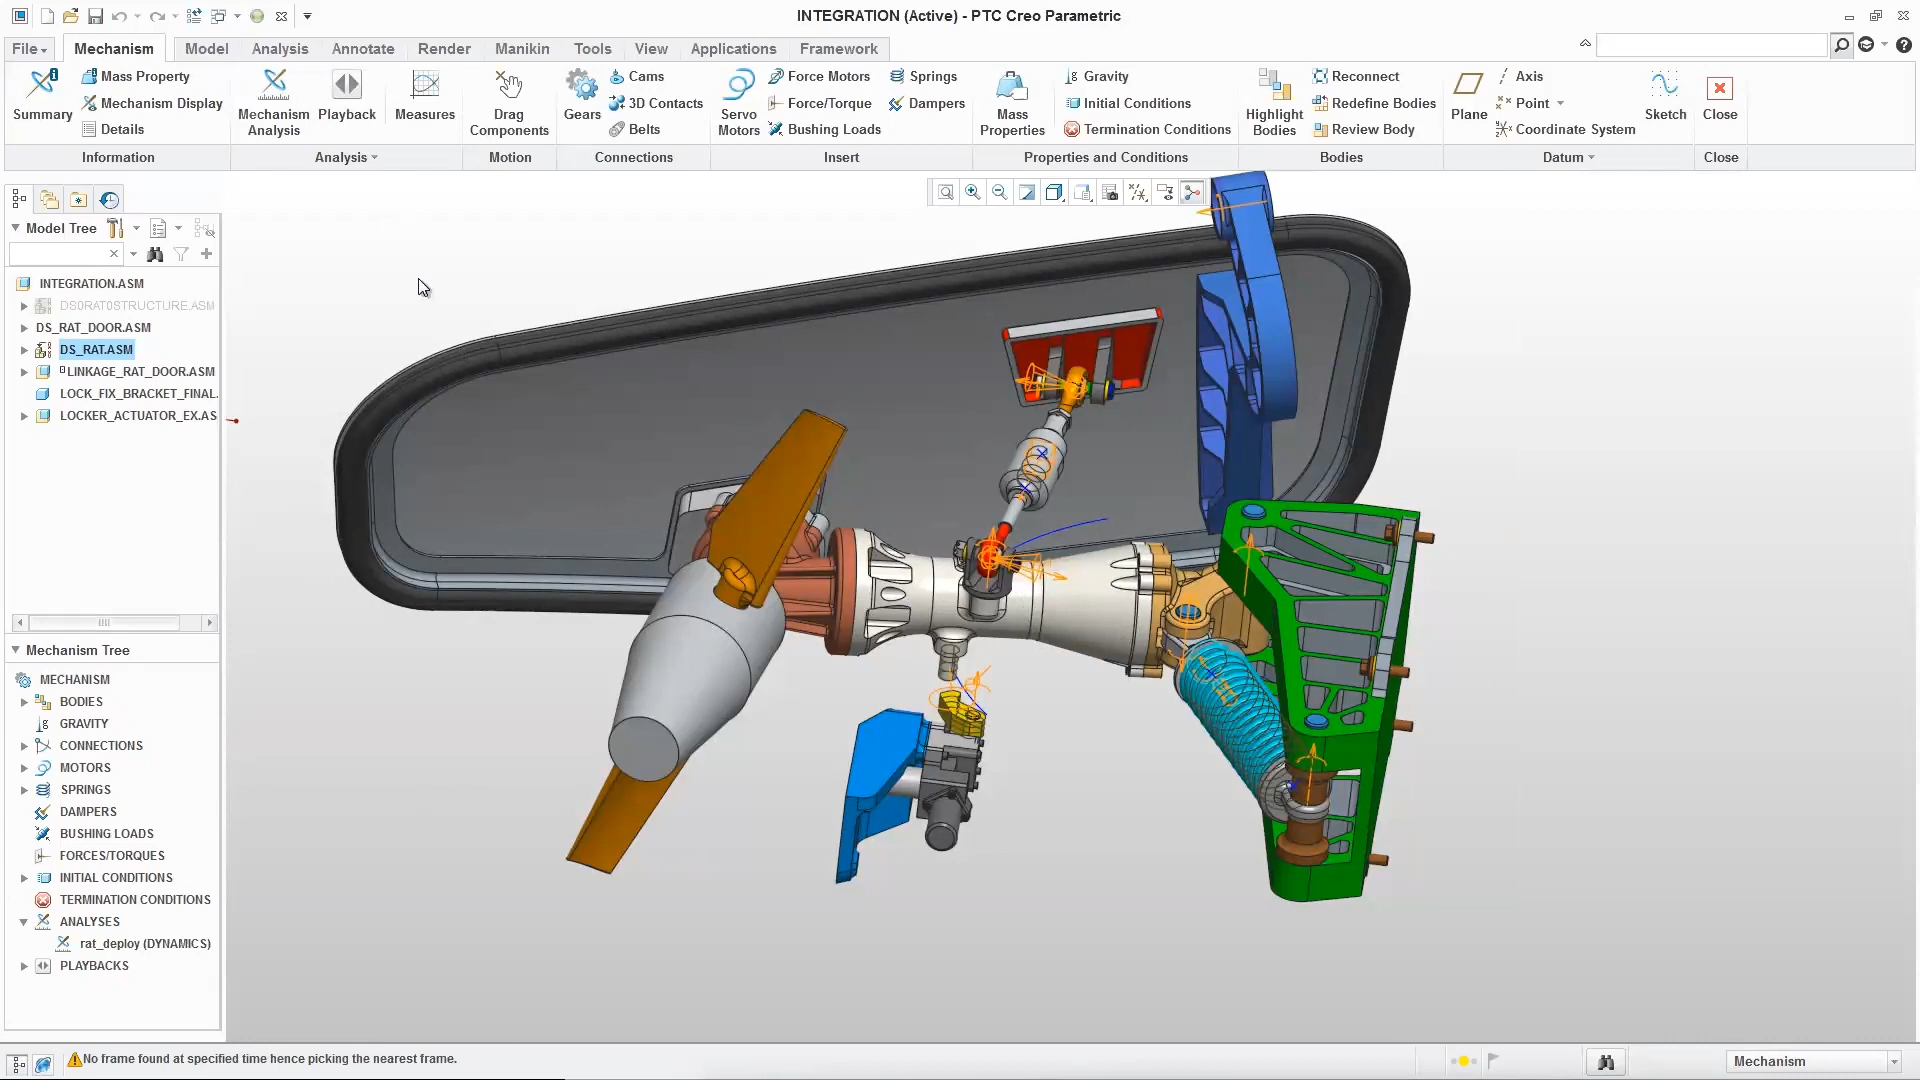 INTEGRATION (Active) - PTC Creo Parametric
File Mechanism Model Analysis Annotate Render Manikin Tools View Applications Framework
Summary
Mass Property
Mechanism Display
Details
Information
Mechanism
Analysis
Playback
Measures
Analysis
Drag
Components
Motion
Gears
Cams
3D Contacts
Belts
Connections
Servo
Motors
Force Motors
Force/Torque
Bushing Loads
Springs
Dampers
Insert
Mass
Properties
Gravity
Initial Conditions
Termination Conditions
Properties and Conditions
Highlight
Bodies
Reconnect
Redefine Bodies
Review Body
Bodies
Plane
Axis
Point
Coordinate System
Sketch
Datum
Close
Close
Model Tree
INTEGRATION.ASM
DS0RAT0STRUCTURE.ASM
DS_RAT_DOOR.ASM
DS_RAT.ASM
LINKAGE_RAT_DOOR.ASM
LOCK_FIX_BRACKET_FINAL.
LOCKER_ACTUATOR_EX.AS
Mechanism Tree
MECHANISM
BODIES
GRAVITY
CONNECTIONS
MOTORS
SPRINGS
DAMPERS
BUSHING LOADS
FORCES/TORQUES
INITIAL CONDITIONS
TERMINATION CONDITIONS
ANALYSES
rat_deploy (DYNAMICS)
PLAYBACKS
No frame found at specified time hence picking the nearest frame.
Mechanism